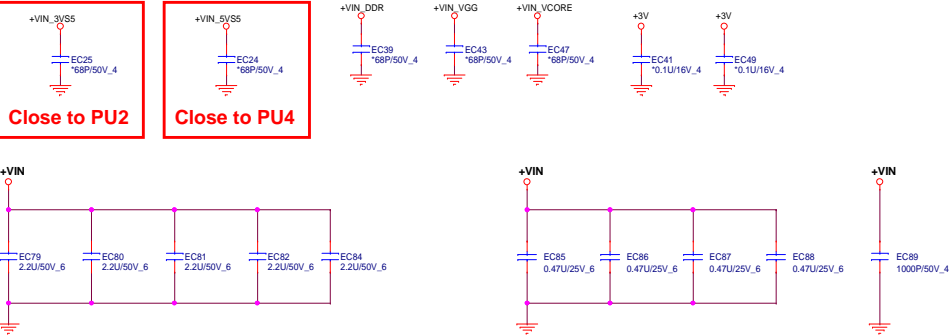 +VIN_3VS5
EC25
*68P/50V_4
Close to PU2
+VIN_5VS5
EC24
*68P/50V_4
Close to PU4
+VIN_DDR
EC39
*68P/50V_4
+VIN_VGG
EC43
*68P/50V_4
+VIN_VCORE
EC47
*68P/50V_4
+3V
EC41
*0.1U/16V_4
+3V
EC49
*0.1U/16V_4
+VIN
EC79
2.2U/50V_6
EC80
2.2U/50V_6
EC81
2.2U/50V_6
EC82
2.2U/50V_6
EC84
2.2U/50V_6
+VIN
EC85
0.47U/25V_6
EC86
0.47U/25V_6
EC87
0.47U/25V_6
EC88
0.47U/25V_6
+VIN
EC89
1000P/50V_4